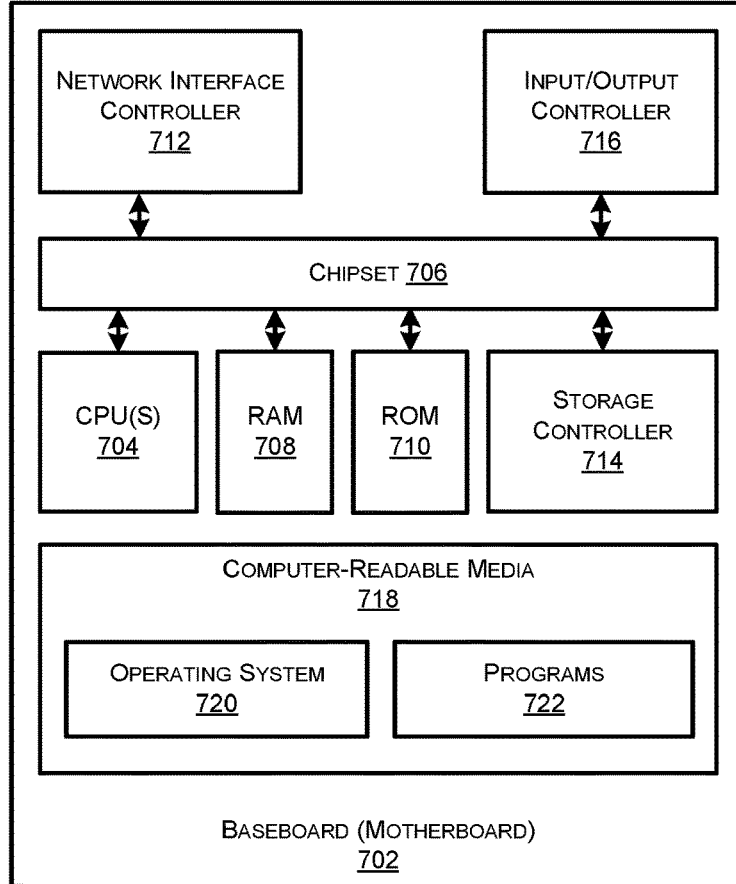 NETWORK INTERFACE
CONTROLLER
712
INPUT/OUTPUT
CONTROLLER
716
CHIPSET 706
CPU(S)
704
RAM
708
ROM
710
STORAGE
CONTROLLER
714
COMPUTER-READABLE MEDIA
718
OPERATING SYSTEM
720
PROGRAMS
722
BASEBOARD (MOTHERBOARD)
702